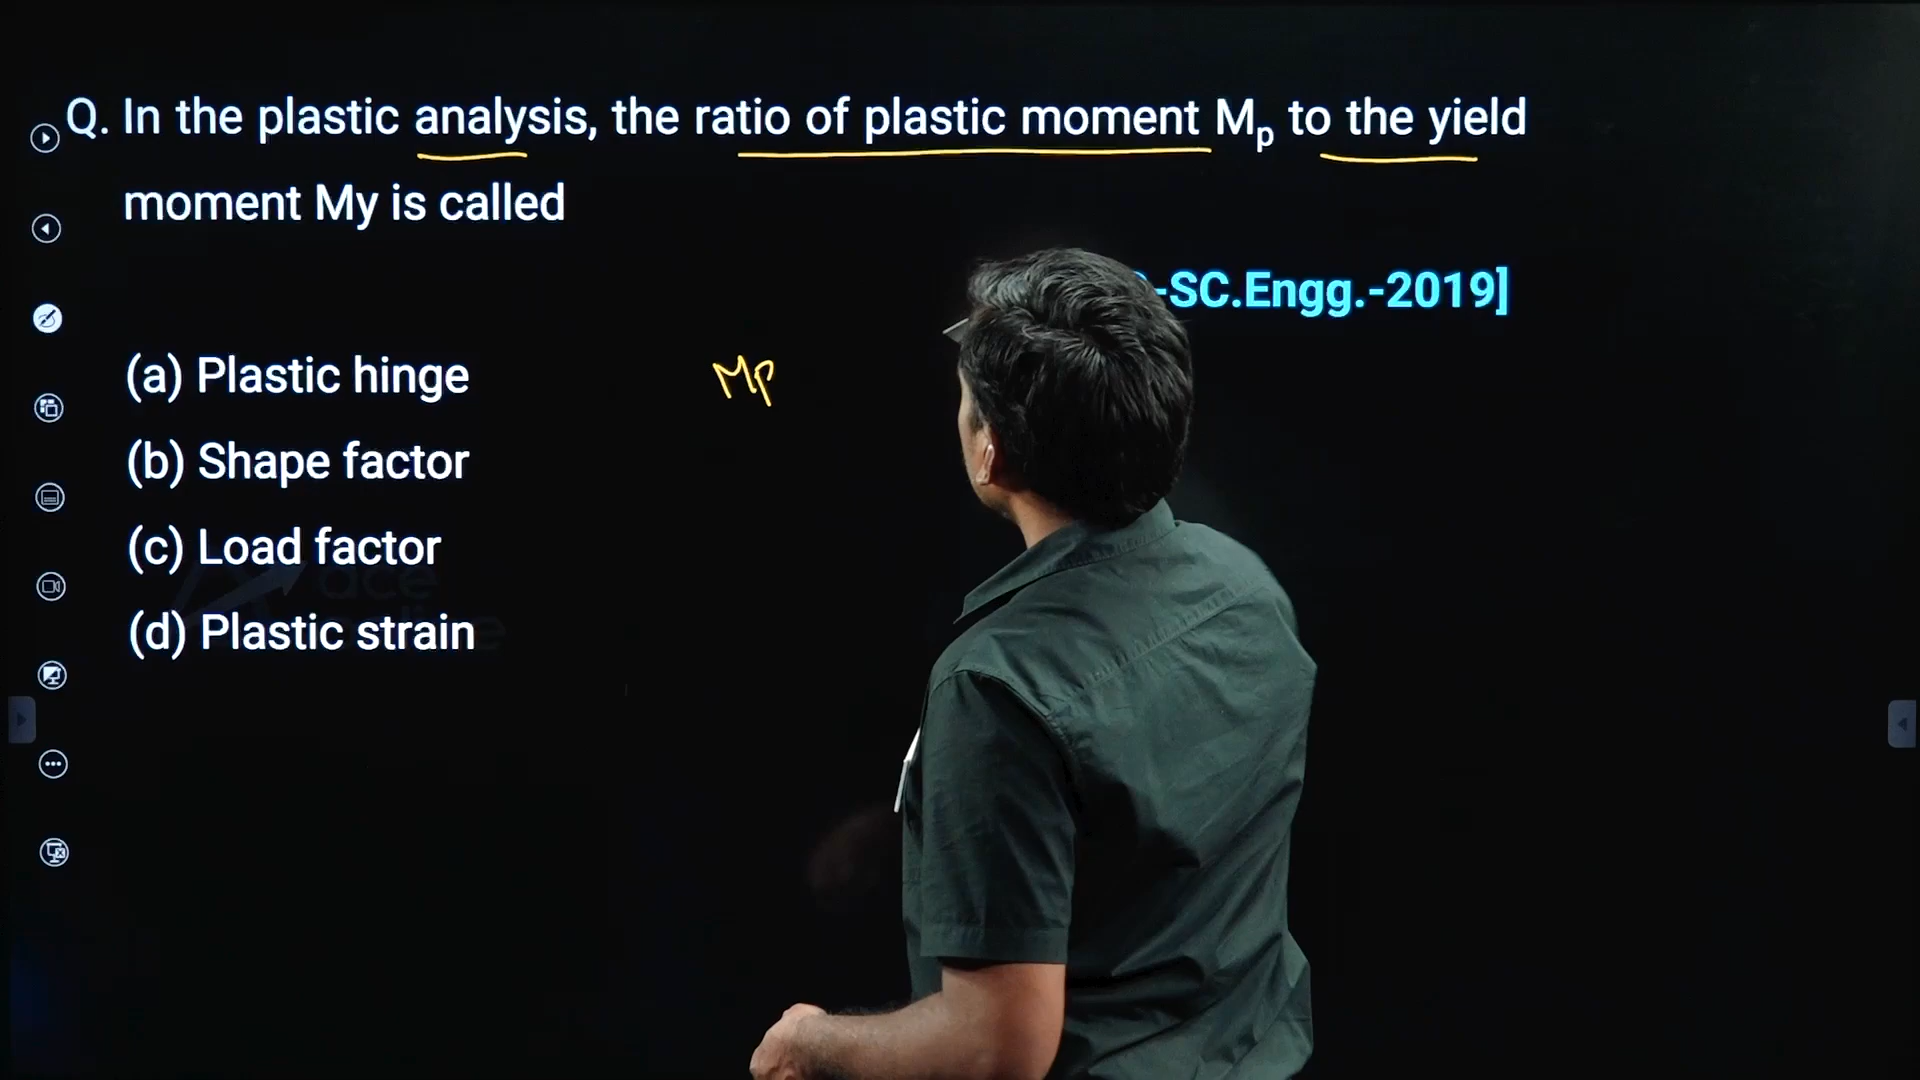 Q. In the plastic analysis, the ratio of plastic moment Mp to the yield
moment My is called
-SC.Engg.-2019]
(a) Plastic hinge
Mp
(b) Shape factor
(c) Load factor
ace
(d) Plastic strain